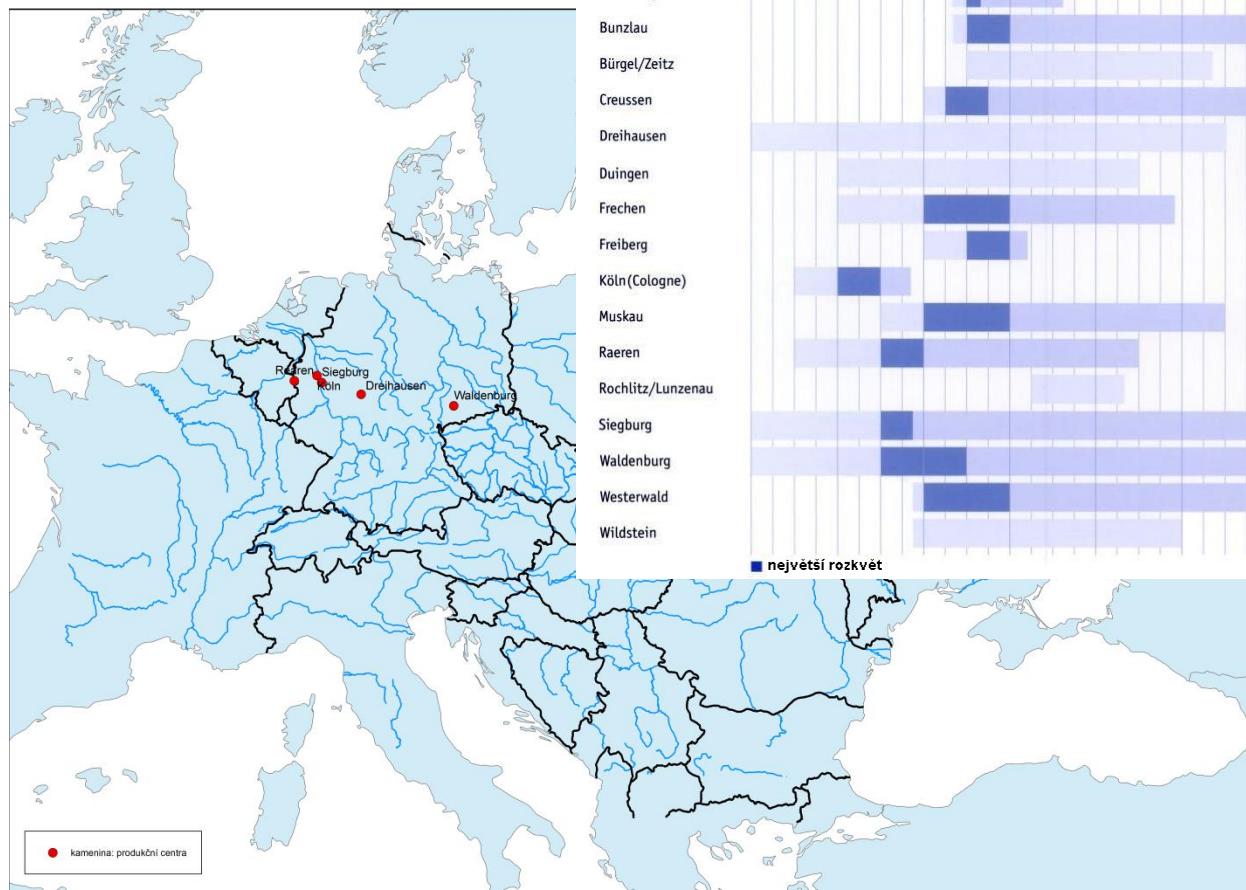 Bunzlau
Bürgel/Zeitz
Creussen
Dreihausen
Duingen
Frechen
Freiberg
Köln(Cologne)
Muskau
Raeren
Rochlitz/Lunzenau
Siegburg
Waldenburg
Westerwald
Wildstein
největší rozkvět
Raeren
Siegburg
Köln
Dreihausen
Waldenburg
kamenina: produkční centra